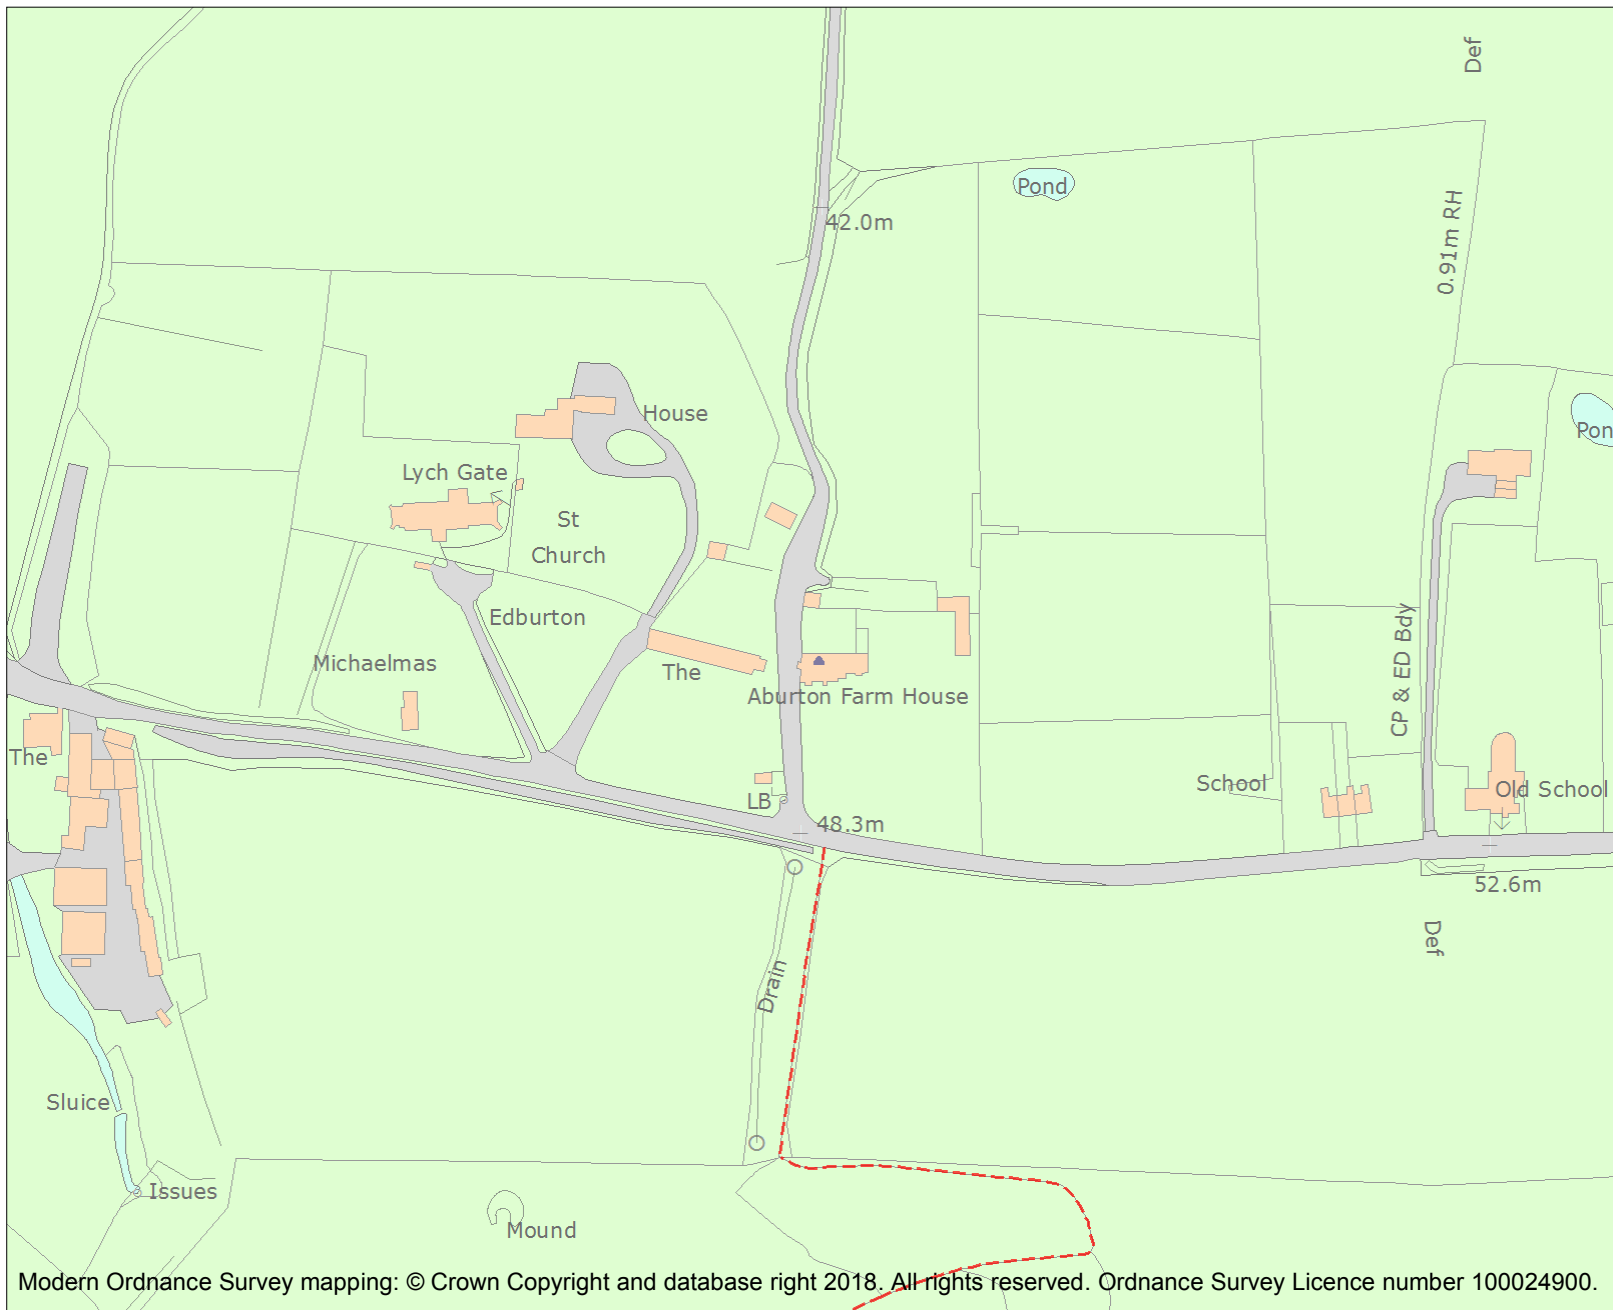 Def
Pond
0.91m RH
42.0m
House
Pon
Lych Gate
St
Church
Edburton
CP & ED Bdy
Michaelmas
The
Aburton Farm House
The
School
Old School
LB
48.3m
52.6m
Def
Drain
Sluice
Issues
Mound
Modern Ordnance Survey mapping: © Crown Copyright and database right 2018. All rights reserved. Ordnance Survey Licence number 100024900.